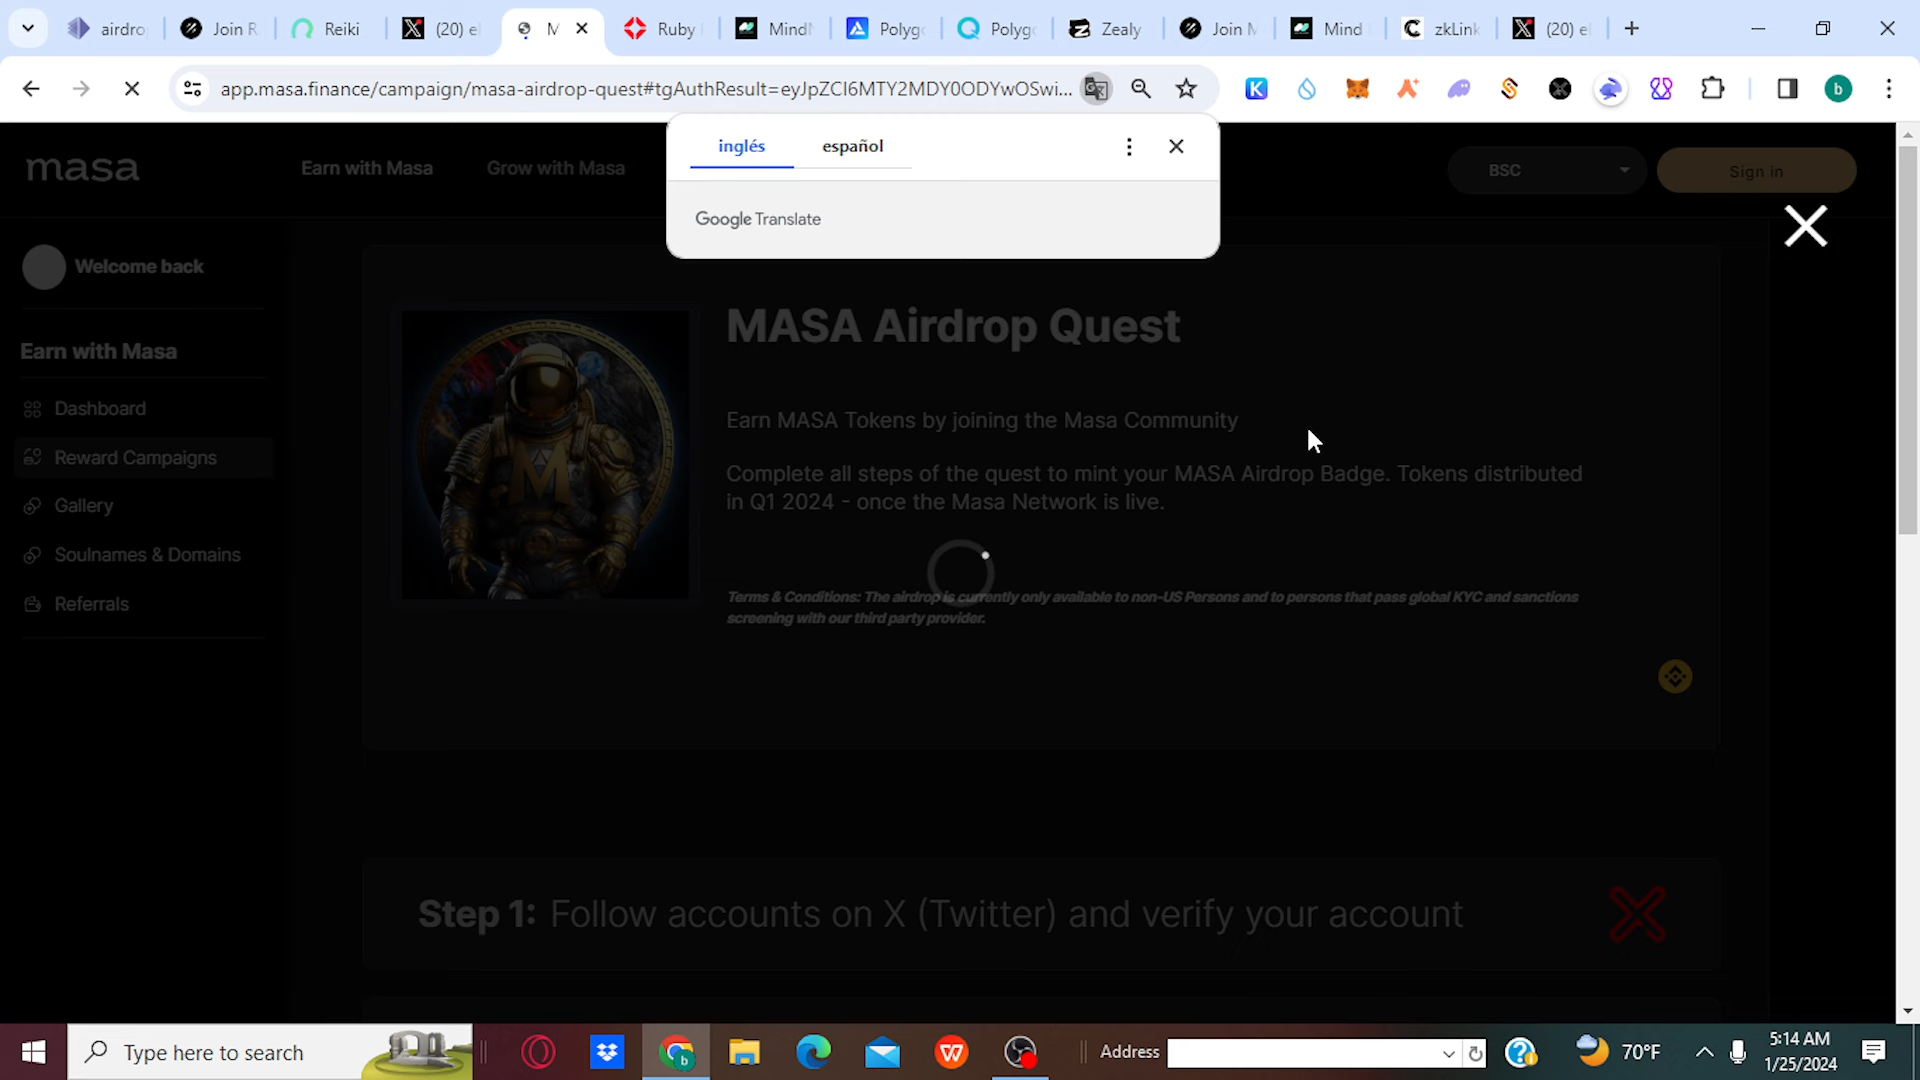 airdro
Join R
Reiki
(20) e
M
Ruby
MindN
Polyg
Polyg
Zealy
Join M
Mind
zkLink
(20) e
app.masa.finance/campaign/masa-airdrop-quest#tgAuthResult=eyJpZCI6MTY2MDY0ODYwOSwi...
K
b
inglés
español
Google Translate
masa
Earn with Masa
Grow with Masa
BSC
Sign in
Welcome back
Earn with Masa
Dashboard
Reward Campaigns
Gallery
Soulnames & Domains
Referrals
MASA Airdrop Quest
Earn MASA Tokens by joining the Masa Community
Complete all steps of the quest to mint your MASA Airdrop Badge. Tokens distributed
in Q1 2024 - once the Masa Network is live.
Terms & Conditions: The airdrop is currently only available to non-US Persons and to persons that pass global KYC and sanctions
screening with our third party provider.
Step 1: Follow accounts on X (Twitter) and verify your account
Type here to search
Address
70°F
5:14 AM
1/25/2024